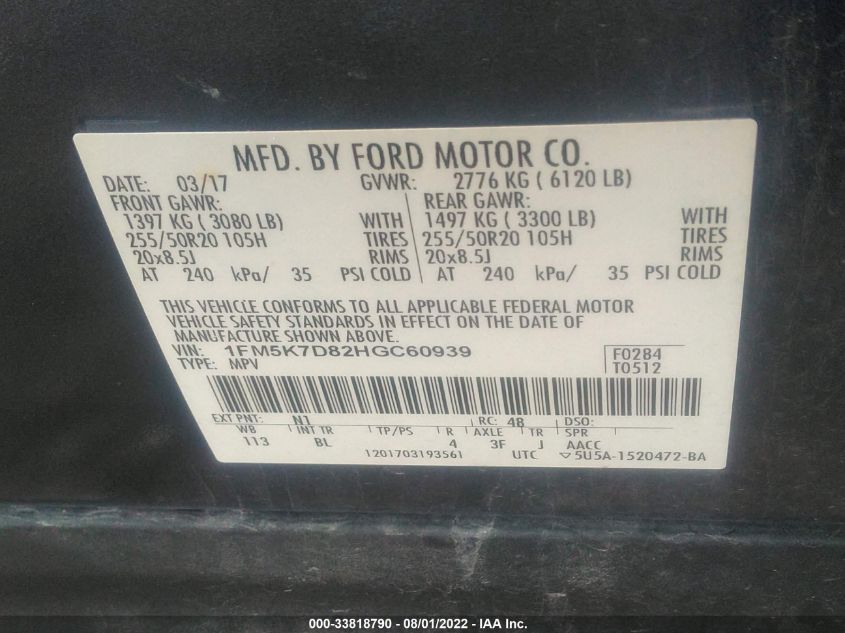 MFD. BY FORD MOTOR CO.
DATE: 03/17 GVWR: 2776 KG ( 6120 LB)
FRONT GAWR: REAR GAWR:
1397 KG ( 3080 LB) WITH 1497 KG ( 3300 LB) WITH
255/50R20 105H TIRES 255/50R20 105H TIRES
20x8.5J RIMS 20x8.5J RIMS
AT 240 kPa/ 35 PSI COLD AT 240 kPa/ 35 PSI COLD
THIS VEHICLE CONFORMS TO ALL APPLICABLE FEDERAL MOTOR
VEHICLE SAFETY STANDARDS IN EFFECT ON THE DATE OF
MANUFACTURE SHOWN ABOVE.
VIN: 1FM5K7D82HGC60939 F0284
TYPE: MPV T0512
EXT PNT: N1 RC: 48 DSO:
WB INT TR TP/PS R AXLE TR SPR
113 BL 4 3F J AACC
1201703193561 UTC ▽5U5A-1520472-BA
000-33818790 - 08/01/2022 - IAA Inc.